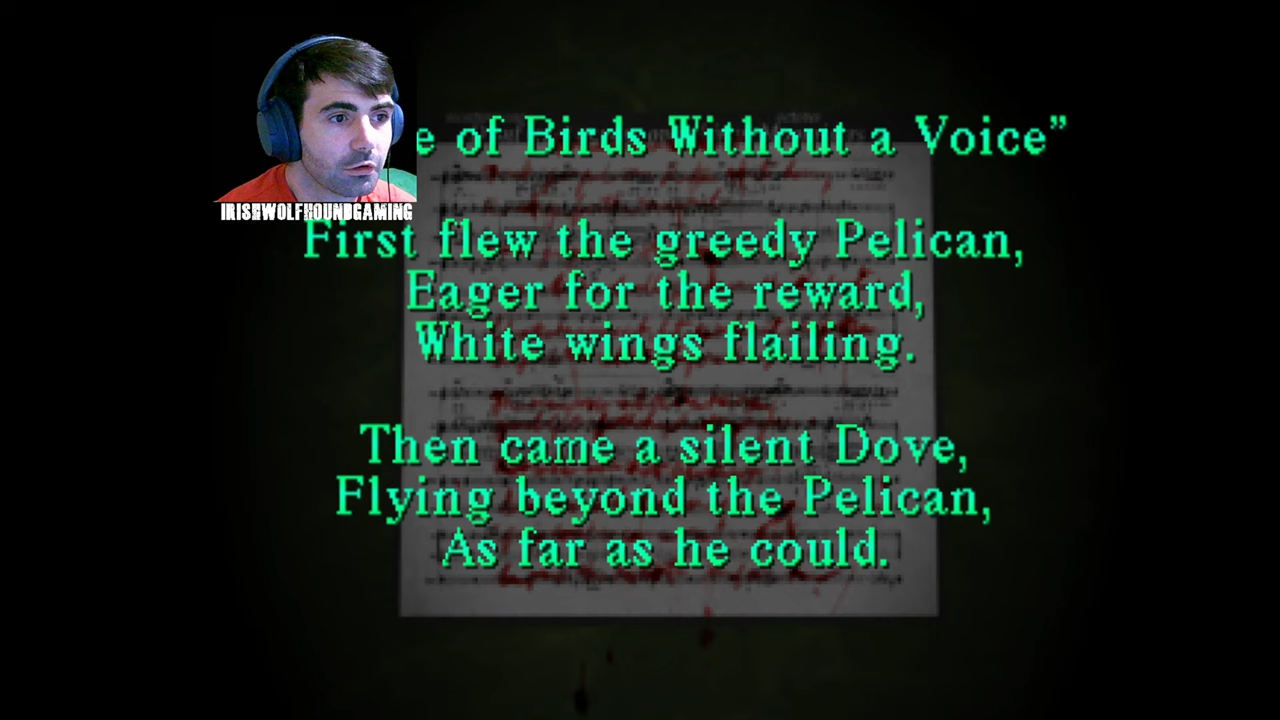 e of Birds Without a Voice”
IRISHWOLFHOUNDGAMING
First flew the greedy Pelican,
Eager for the reward,
White wings flailing.
Then came a silent Dove,
Flying beyond the Pelican,
As far as he could.